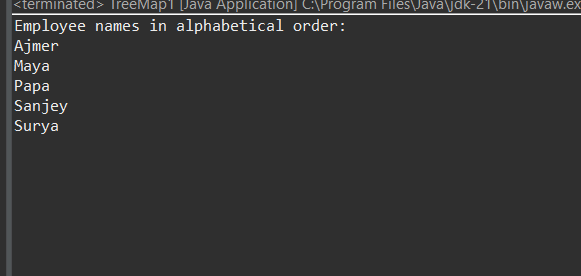 <terminated> TreeMap1 [Java Application] C:\Program Files\Java\jdk-21\bin\javaw.ex
Employee names in alphabetical order:
Ajmer
Maya
Papa
Sanjey
Surya